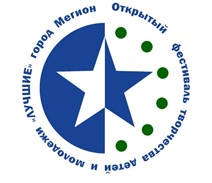 Открытый фестиваль творчества детей и молодежи «ЛУЧШИЕ» город Мегион